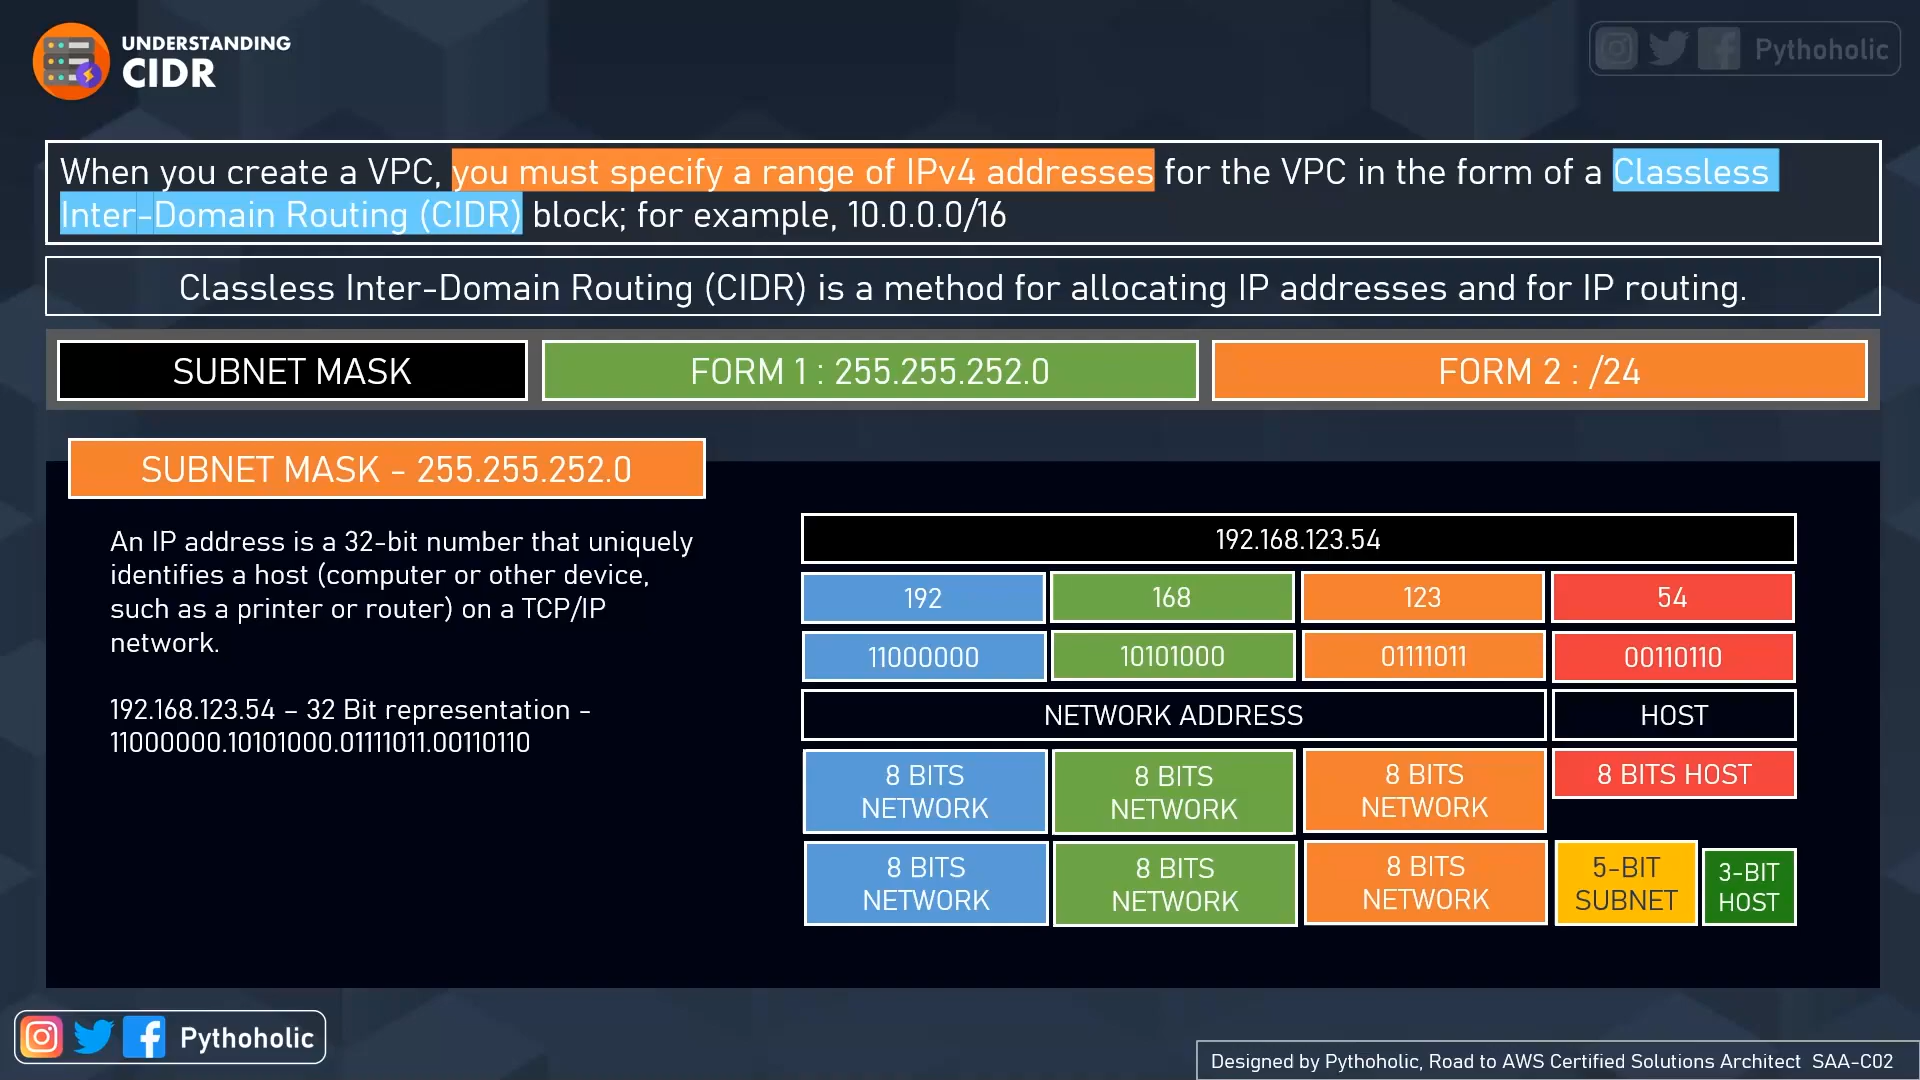 UNDERSTANDING
CIDR
Pythoholic
When you create a VPC, you must specify a range of IPv4 addresses for the VPC in the form of a Classless
Inter-Domain Routing (CIDR) block; for example, 10.0.0.0/16
Classless Inter-Domain Routing (CIDR) is a method for allocating IP addresses and for IP routing.
SUBNET MASK
FORM 1 : 255.255.252.0
FORM 2 : /24
SUBNET MASK - 255.255.252.0
An IP address is a 32-bit number that uniquely
identifies a host (computer or other device,
such as a printer or router) on a TCP/IP
network.
192.168.123.54 – 32 Bit representation -
11000000.10101000.01111011.00110110
192.168.123.54
192
168
123
54
11000000
10101000
01111011
00110110
NETWORK ADDRESS
HOST
8 BITS
NETWORK
8 BITS
NETWORK
8 BITS
NETWORK
8 BITS HOST
8 BITS
NETWORK
8 BITS
NETWORK
8 BITS
NETWORK
5-BIT
SUBNET
3-BIT
HOST
Pythoholic
Designed by Pythoholic, Road to AWS Certified Solutions Architect SAA-C02